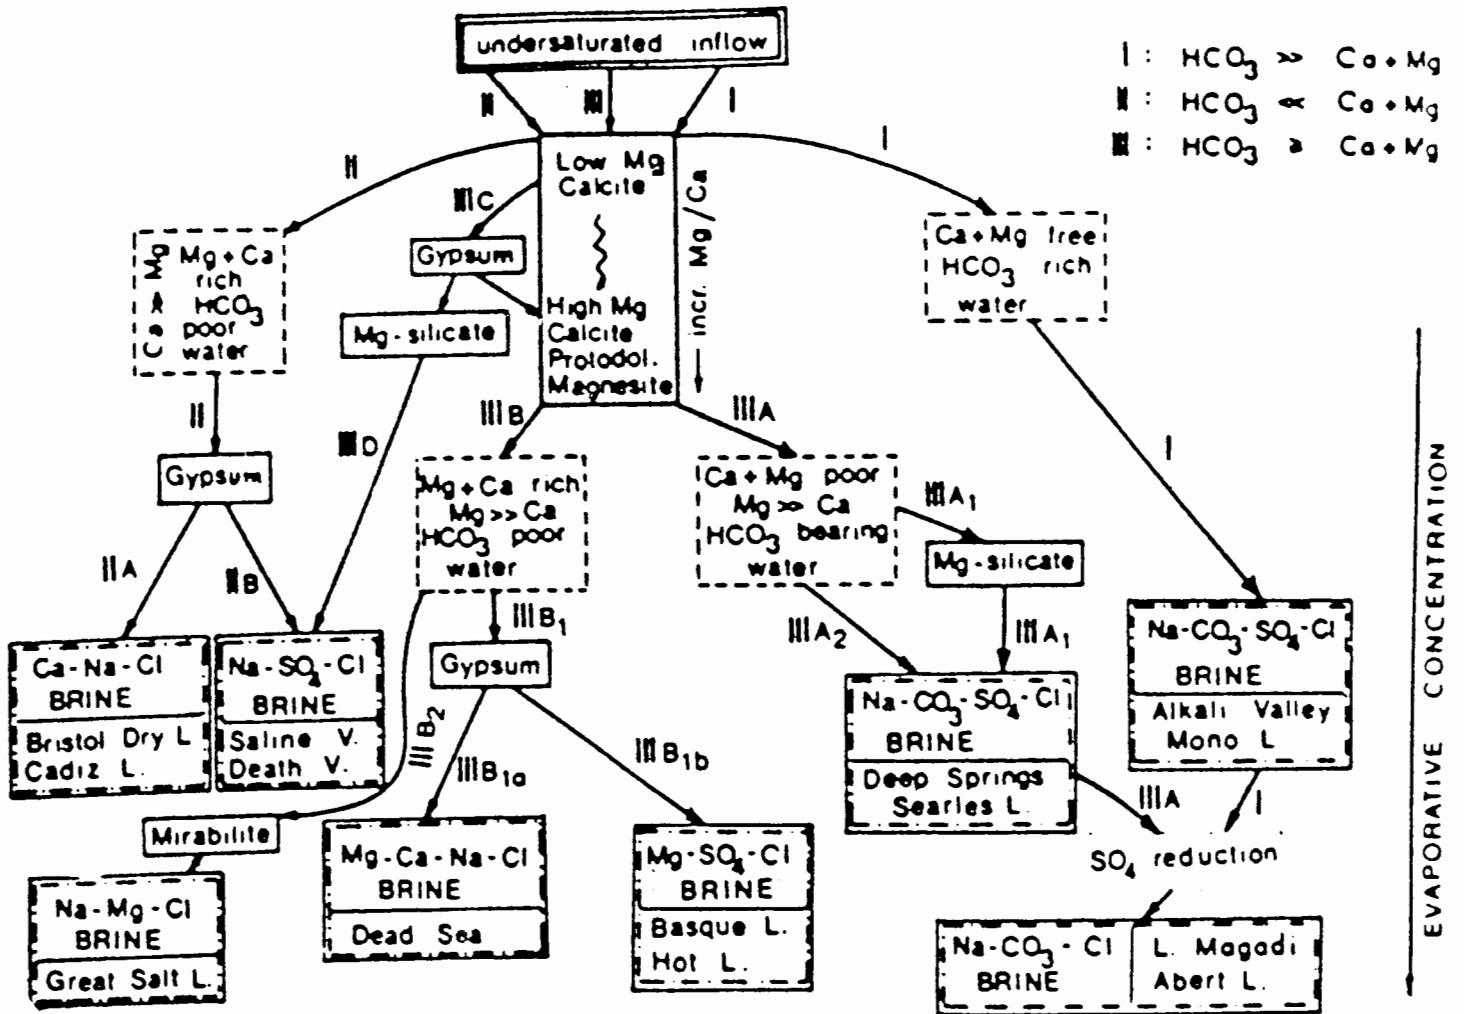 undersaturated inflow
I : HCO3 >> Ca+Mg
II : HCO3 << Ca+Mg
III : HCO3 ≥ Ca+Mg
II
III
I
II
I
Low Mg
Calcite
High Mg
Calcite
Protodol.
Magnesite
incr. Mg/Ca
IIIC
Gypsum
Mg-silicate
IIID
Mg
Ca
Mg+Ca
rich
HCO3
poor
water
II
Gypsum
IIA
IIB
Ca+Mg free
HCO3 rich
water
I
IIIB
IIIA
Mg+Ca rich
Mg>>Ca
HCO3 poor
water
Ca+Mg poor
Mg>>Ca
HCO3 bearing
water
IIIA1
Mg-silicate
IIIA2
IIIA1
IIIB1
Gypsum
IIIB2
IIIB1a
IIIB1b
Ca-Na-Cl
BRINE
Bristol Dry L
Cadiz L.
Na-SO4-Cl
BRINE
Saline V.
Death V.
Mirabilite
Na-Mg-Cl
BRINE
Great Salt L.
Mg-Ca-Na-Cl
BRINE
Dead Sea
Mg-SO4-Cl
BRINE
Basque L.
Hot L.
Na-CO3-SO4-Cl
BRINE
Deep Springs
Searles L.
Na-CO3-SO4-Cl
BRINE
Alkali Valley
Mono L
IIIA
I
SO4 reduction
Na-CO3-Cl
BRINE
L. Magadi
Abert L.
EVAPORATIVE CONCENTRATION